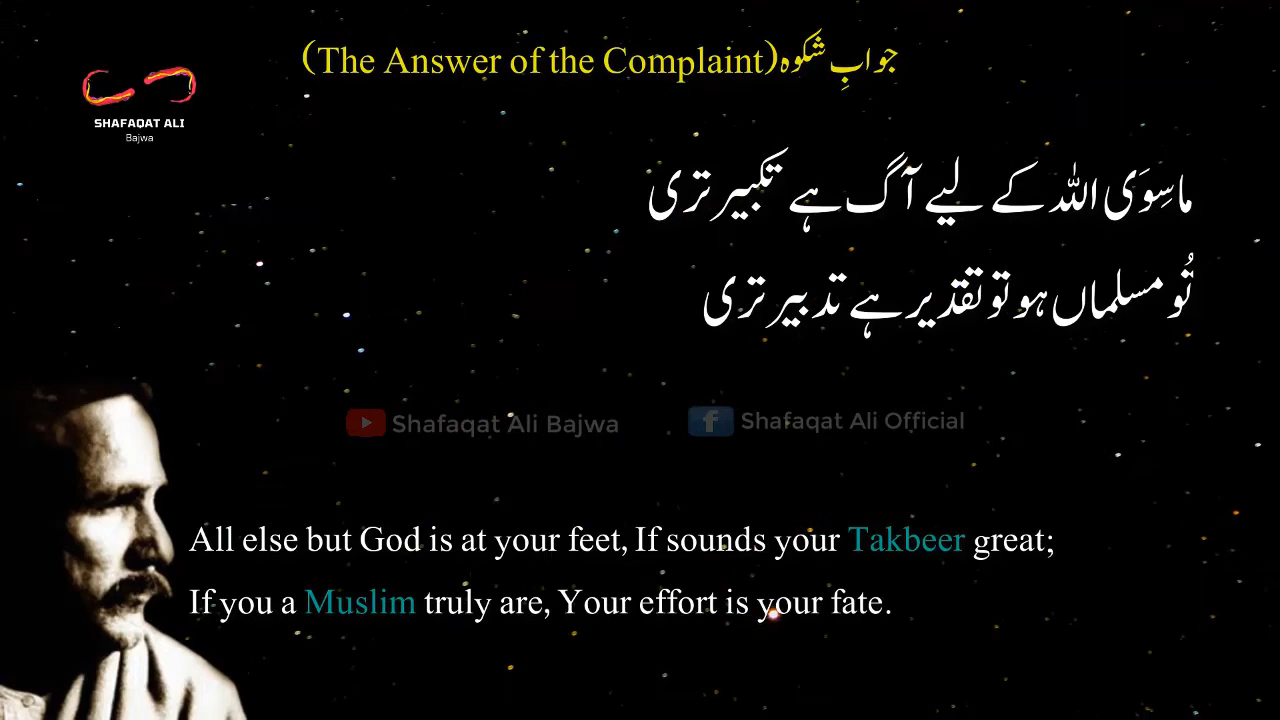 جوابِ شکوہ(The Answer of the Complaint)
SHAFAQAT ALI
Bajwa
ماسِوَی اللہ کے لیے آگ ہے تکبیر تری
تُو مسلماں ہو تو تقدیر ہے تدبیر تری
Shafaqat Ali Bajwa
Shafaqat Ali Official
All else but God is at your feet, If sounds your Takbeer great;
If you a Muslim truly are, Your effort is your fate.